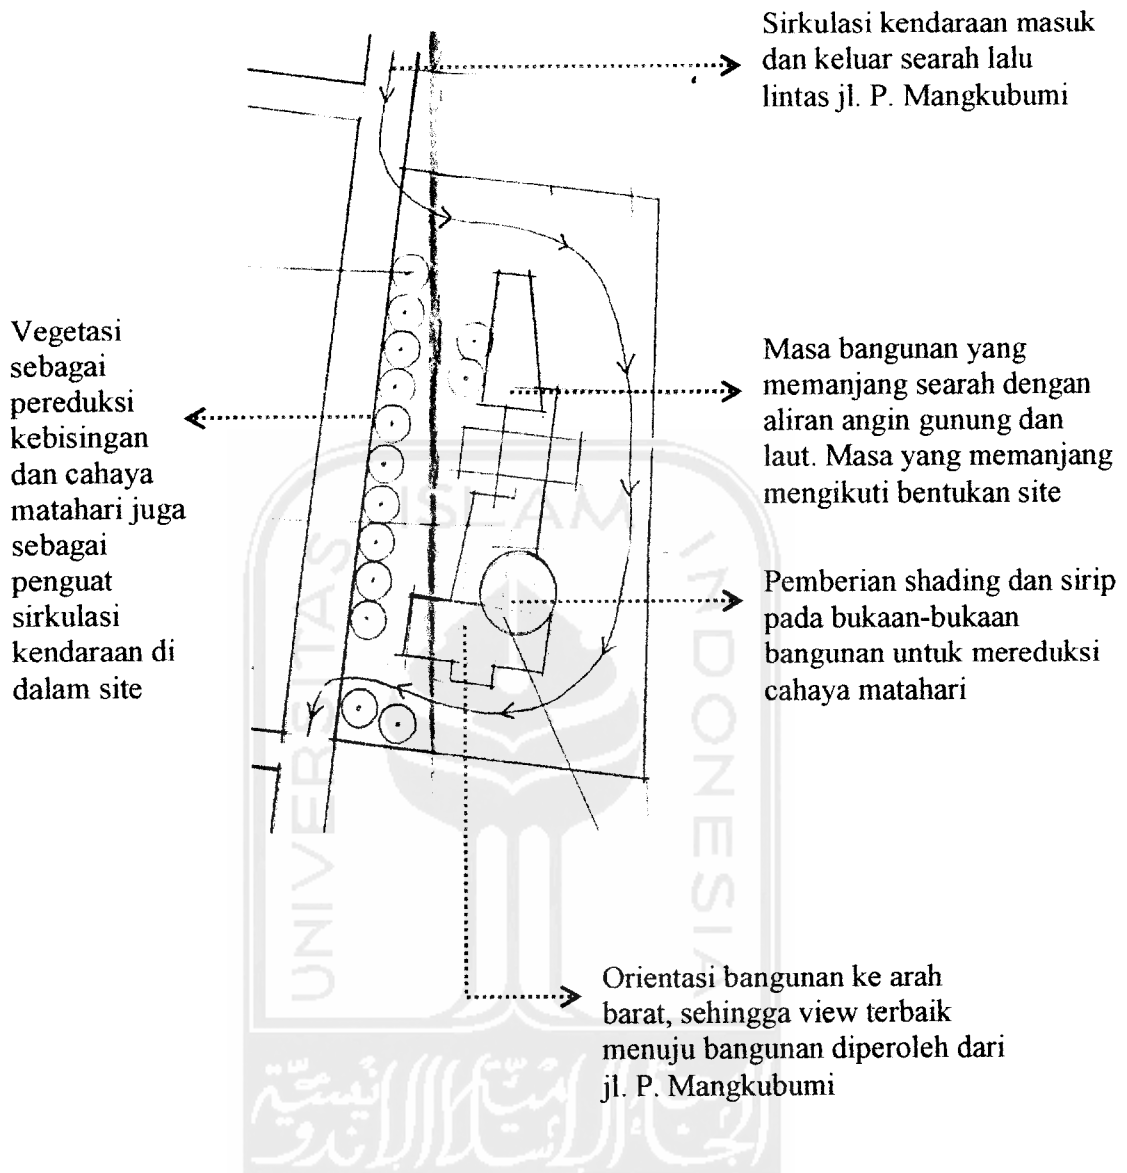 Sirkulasi kendaraan masuk
dan keluar searah lalu
lintas jl. P. Mangkubumi
Vegetasi
sebagai
pereduksi
kebisingan
dan cahaya
matahari juga
sebagai
penguat
sirkulasi
kendaraan di
dalam site
Masa bangunan yang
memanjang searah dengan
aliran angin gunung dan
laut. Masa yang memanjang
mengikuti bentukan site
Pemberian shading dan sirip
pada bukaan-bukaan
bangunan untuk mereduksi
cahaya matahari
Orientasi bangunan ke arah
barat, sehingga view terbaik
menuju bangunan diperoleh dari
jl. P. Mangkubumi
ISLAM
UNIVERSITAS
INDONESIA